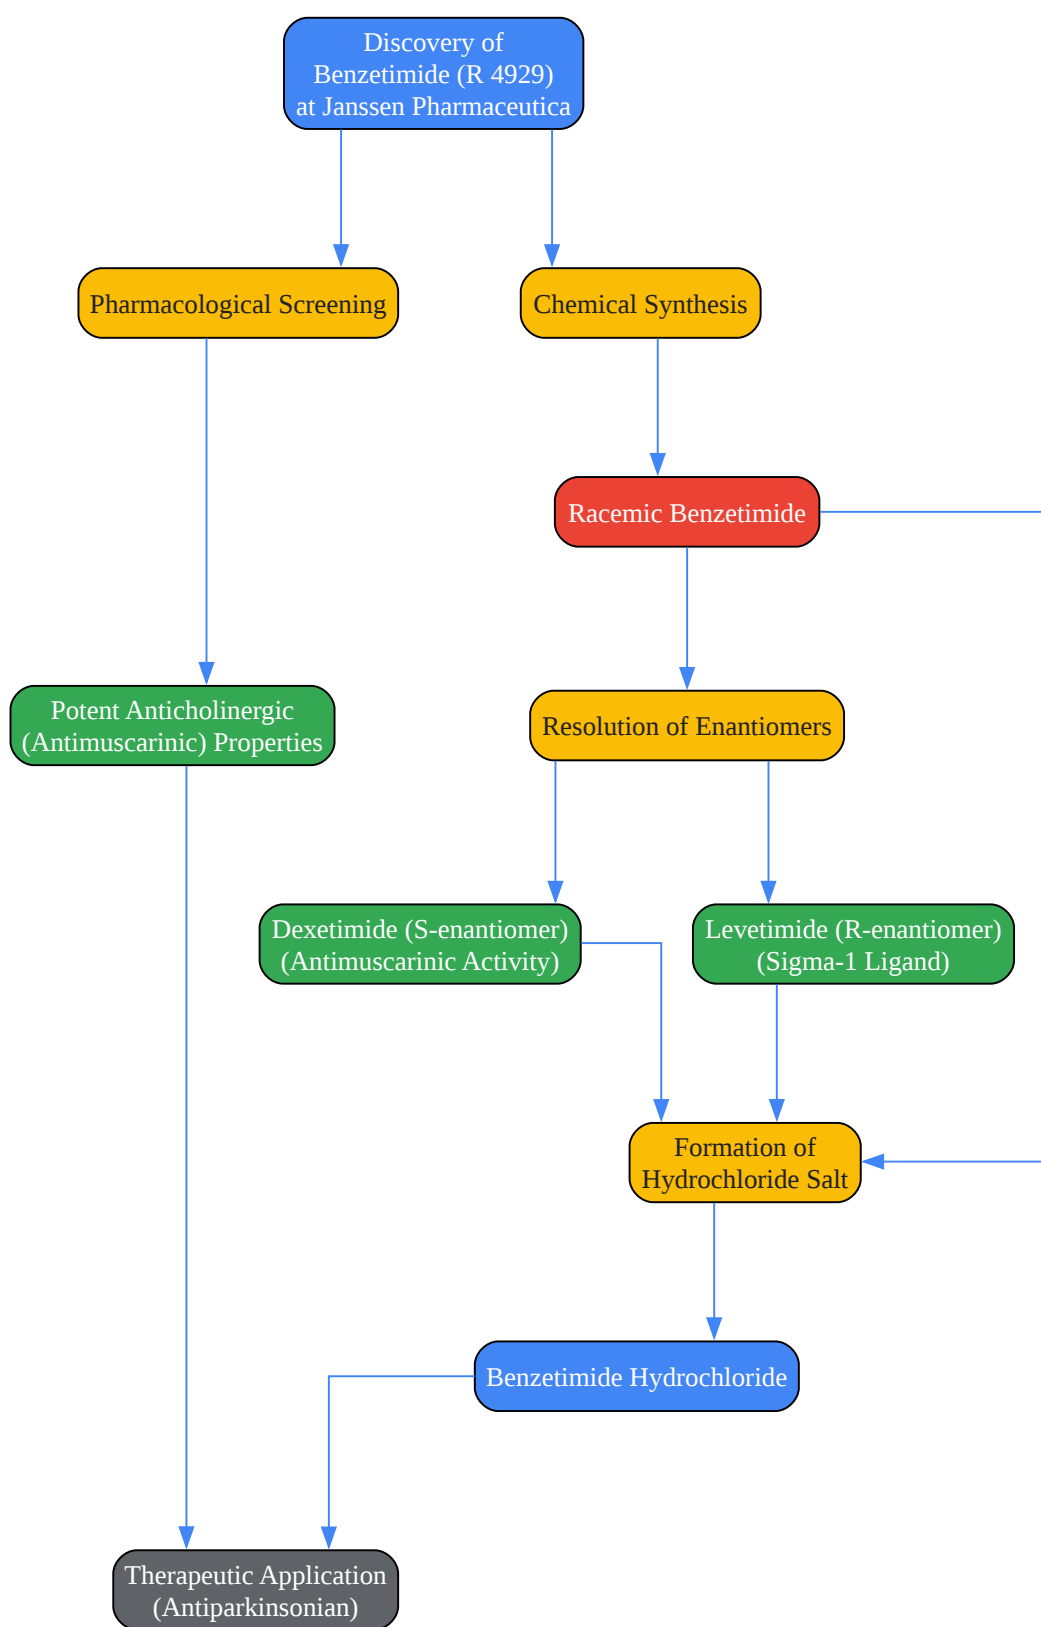 Discovery of
Benzetimide (R 4929)
at Janssen Pharmaceutica
Pharmacological Screening
Chemical Synthesis
Racemic Benzetimide
Potent Anticholinergic
(Antimuscarinic) Properties
Resolution of Enantiomers
Dexetimide (S-enantiomer)
(Antimuscarinic Activity)
Levetimide (R-enantiomer)
(Sigma-1 Ligand)
Formation of
Hydrochloride Salt
Benzetimide Hydrochloride
Therapeutic Application
(Antiparkinsonian)